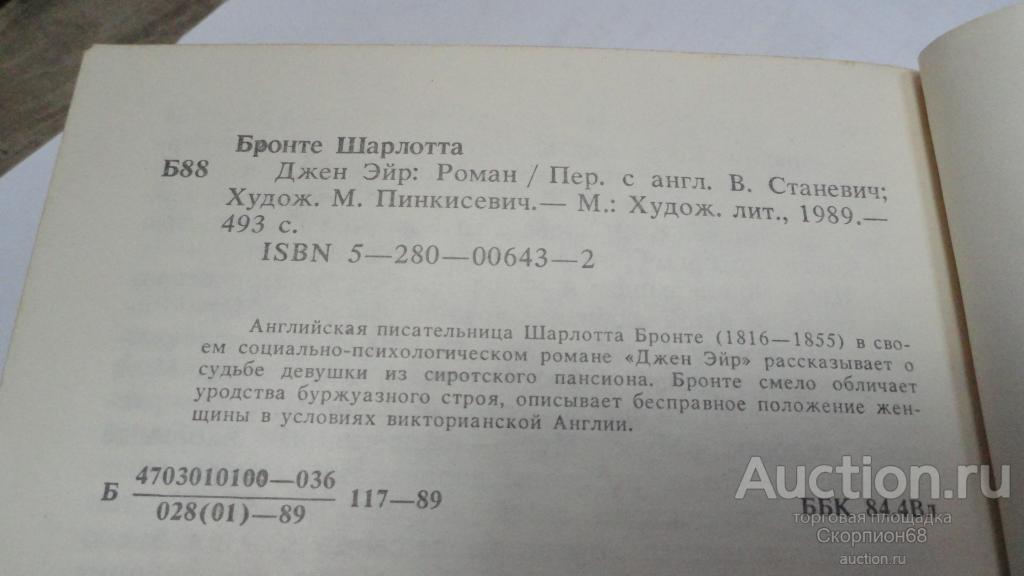 Бронте Шарлотта
Б88 Джен Эйр: Роман / Пер. с англ. В. Станевич;
Худож. М. Пинкисевич.— М.: Худож. лит., 1989.—
493 с.
ISBN 5—280—00643—2
Английская писательница Шарлотта Бронте (1816—1855) в сво-
ем социально-психологическом романе «Джен Эйр» рассказывает о
судьбе девушки из сиротского пансиона. Бронте смело обличает
уродства буржуазного строя, описывает бесправное положение жен-
щины в условиях викторианской Англии.
Б 4703010100—036
028(01)—89
117—89
ББК 84.4Вл
Auction.ru
торговая площадка
Скорпион68
auction.ru